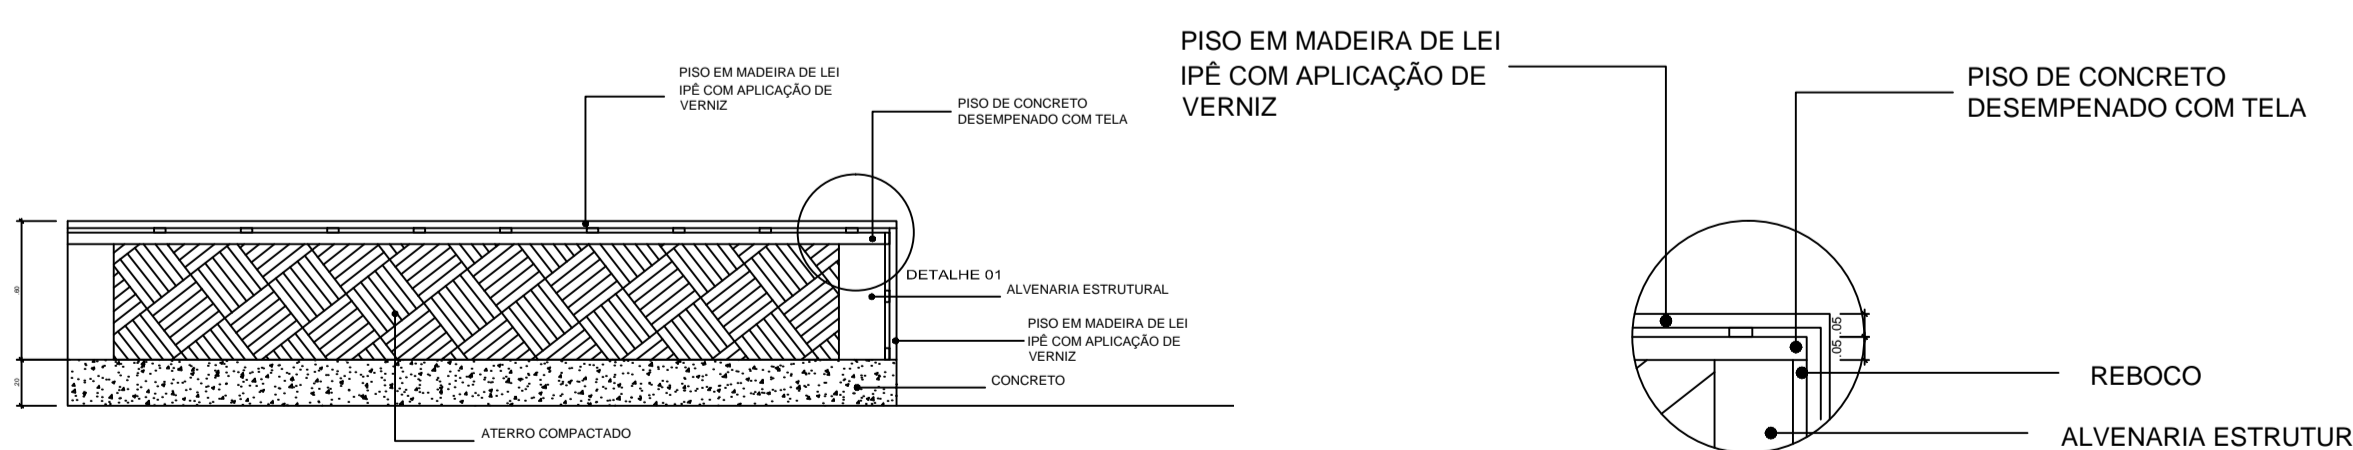 PISO EM MADEIRA DE LEI
IPÊ COM APLICAÇÃO DE
VERNIZ
PISO DE CONCRETO
DESEMPENADO COM TELA
DETALHE 01
ALVENARIA ESTRUTURAL
PISO EM MADEIRA DE LEI
IPÊ COM APLICAÇÃO DE
VERNIZ
CONCRETO
ATERRO COMPACTADO
.60
.20
PISO EM MADEIRA DE LEI
IPÊ COM APLICAÇÃO DE
VERNIZ
PISO DE CONCRETO
DESEMPENADO COM TELA
.05
.05
REBOCO
ALVENARIA ESTRUTUR